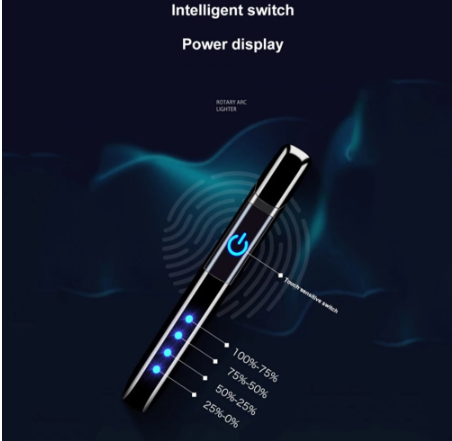 Intelligent switch
Power display
ROTARY ARC
LIGHTER
Touch sensitive switch
100%-75%
75%-50%
50%-25%
25%-0%